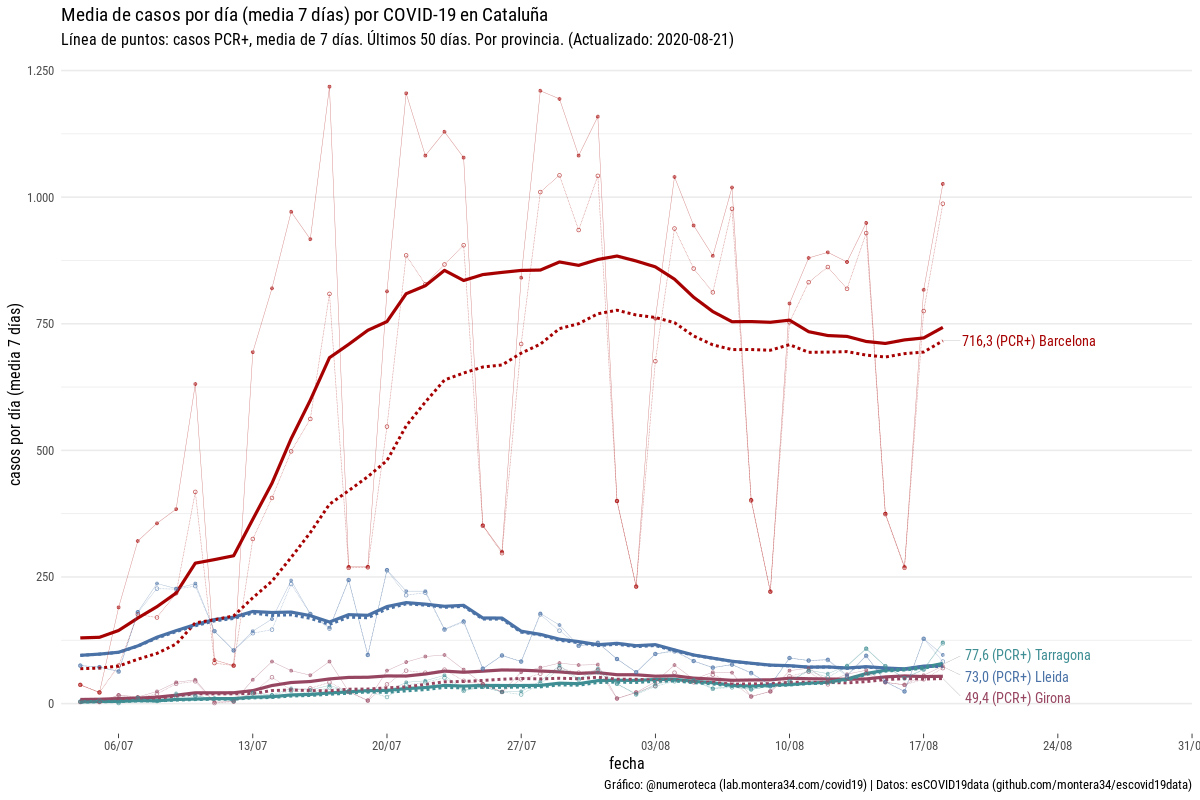 Media de casos por día (media 7 días) por COVID-19 en Cataluña
Línea de puntos: casos PCR+, media de 7 días. Últimos 50 días. Por provincia. (Actualizado: 2020-08-21)
casos por día (media 7 días)
1.250
1.000
750
500
250
0
716,3 (PCR+) Barcelona
77,6 (PCR+) Tarragona
73,0 (PCR+) Lleida
49,4 (PCR+) Girona
06/07 13/07 20/07 27/07 03/08 10/08 17/08 24/08 31/0
fecha
Gráfico: @numeroteca (lab.montera34.com/covid19) | Datos: esCOVID19data (github.com/montera34/escovid19data)